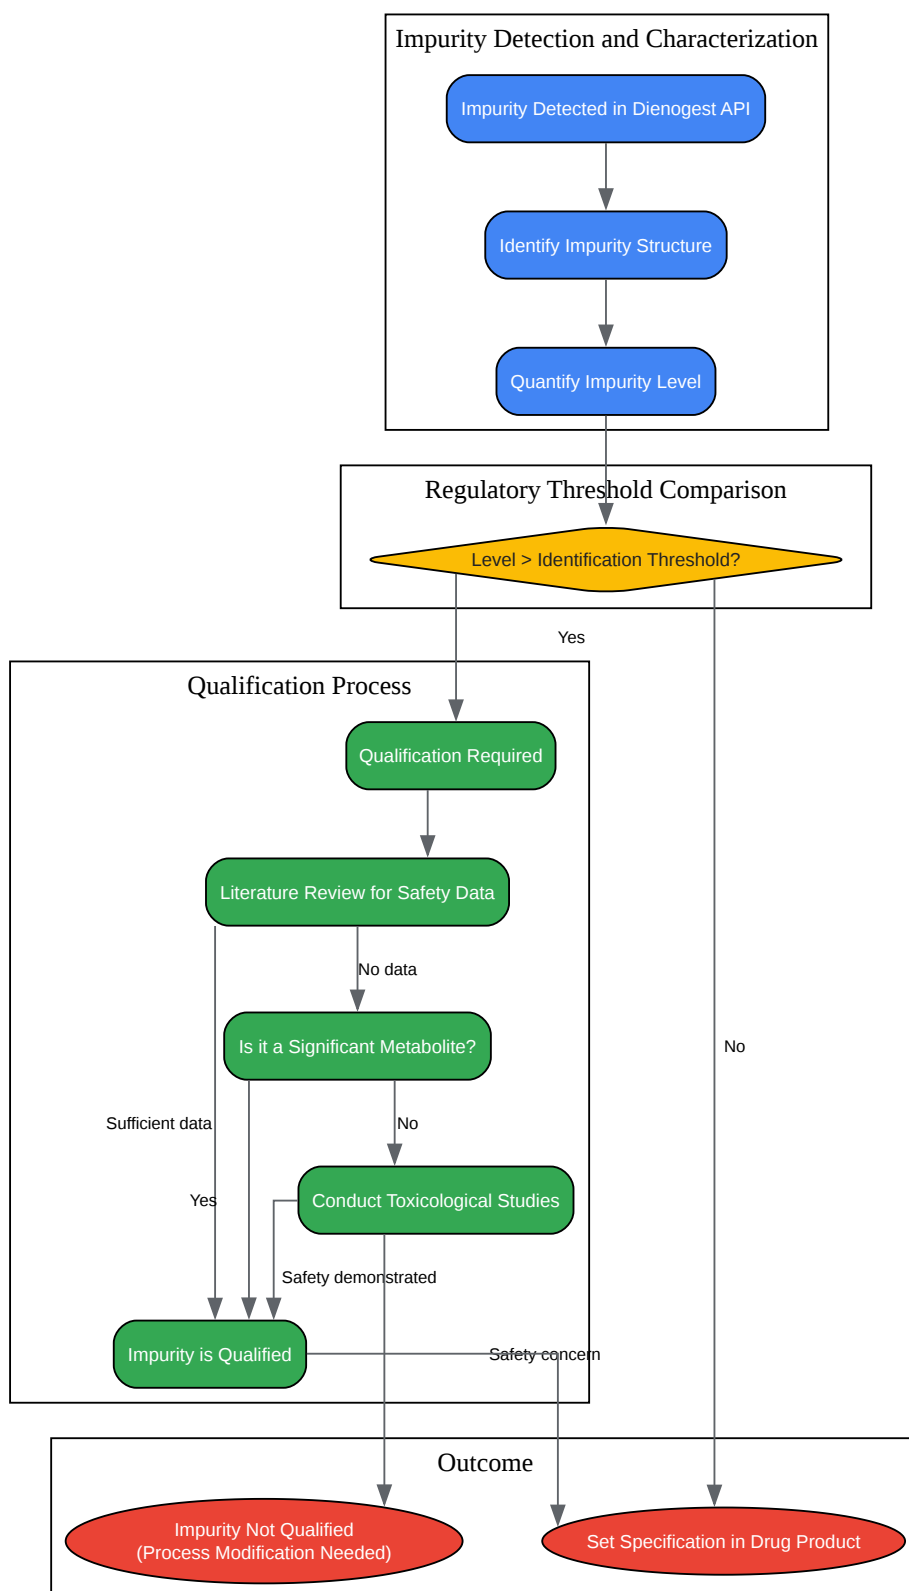 Impurity Detection and Characterization
Impurity Detected in Dienogest API
Identify Impurity Structure
Quantify Impurity Level
Regulatory Threshold Comparison
Level > Identification Threshold?
Yes
Qualification Process
Qualification Required
Literature Review for Safety Data
No data
Is it a Significant Metabolite?
No
Sufficient data
No
Yes
Conduct Toxicological Studies
Safety demonstrated
Impurity is Qualified
Safety concern
Outcome
Impurity Not Qualified
(Process Modification Needed)
Set Specification in Drug Product